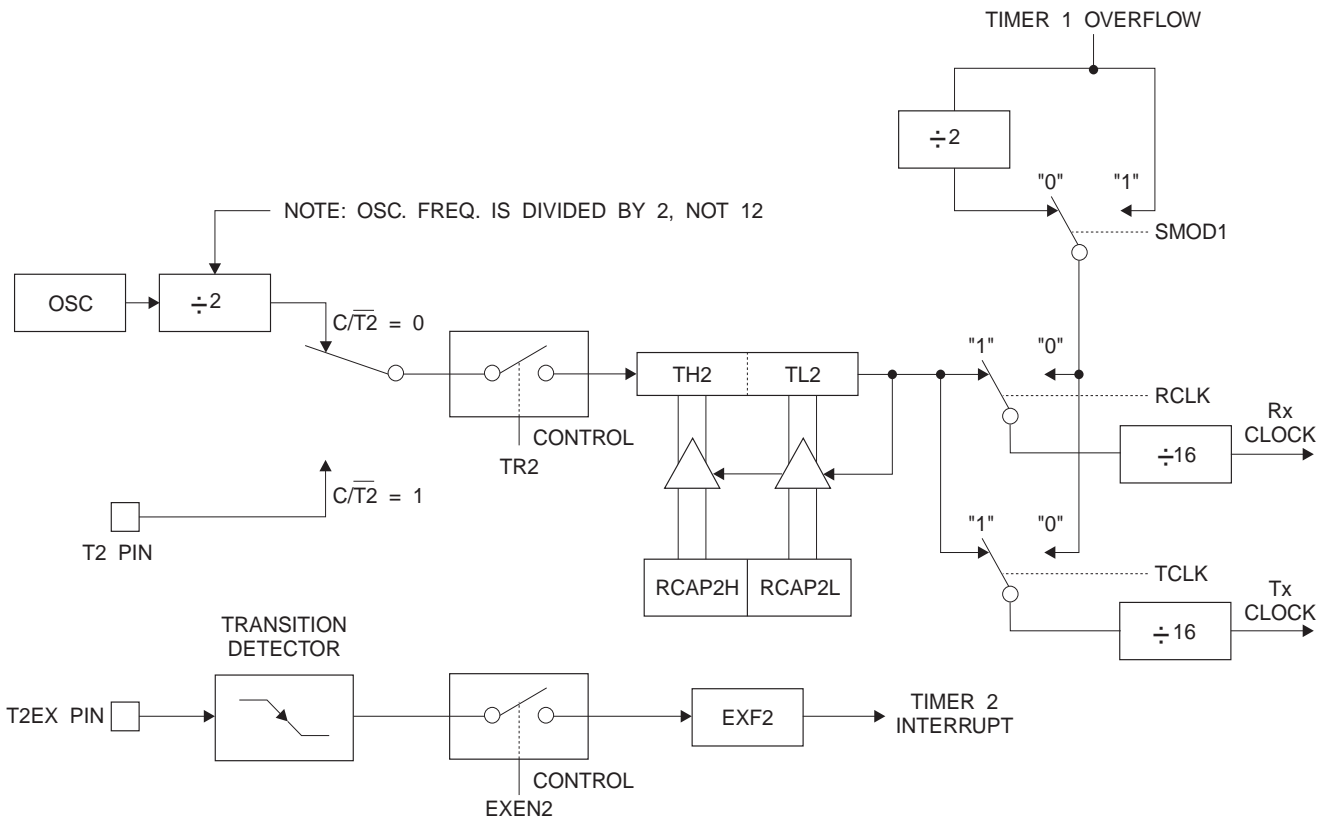 TIMER 1 OVERFLOW
÷2
"0" "1"
NOTE: OSC. FREQ. IS DIVIDED BY 2, NOT 12
SMOD1
OSC
÷2
C/T̅2̅ = 0
"1" "0"
TH2 TL2
RCLK
Rx
CLOCK
CONTROL
÷16
TR2
C/T̅2̅ = 1
"1" "0"
T2 PIN
TCLK
RCAP2H RCAP2L
Tx
CLOCK
÷16
TRANSITION
DETECTOR
T2EX PIN
EXF2
TIMER 2
INTERRUPT
CONTROL
EXEN2